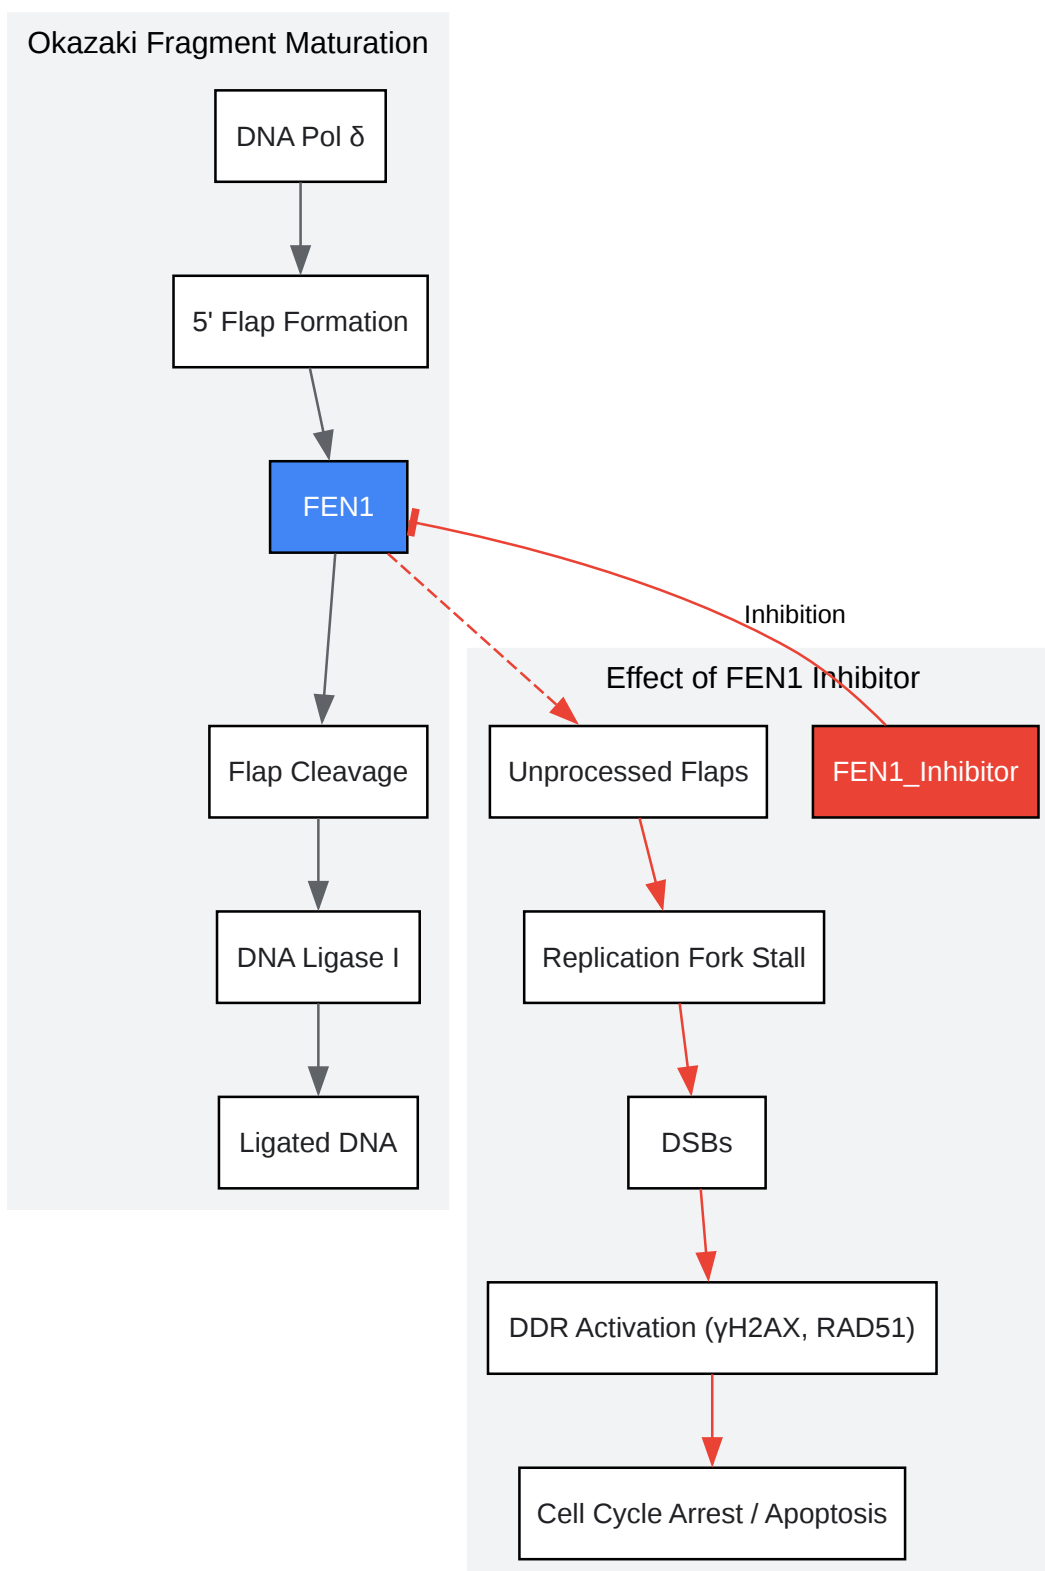 Okazaki Fragment Maturation
DNA Pol δ
5' Flap Formation
FEN1
Flap Cleavage
DNA Ligase I
Ligated DNA
Inhibition
Effect of FEN1 Inhibitor
Unprocessed Flaps
FEN1_Inhibitor
Replication Fork Stall
DSBs
DDR Activation (γH2AX, RAD51)
Cell Cycle Arrest / Apoptosis